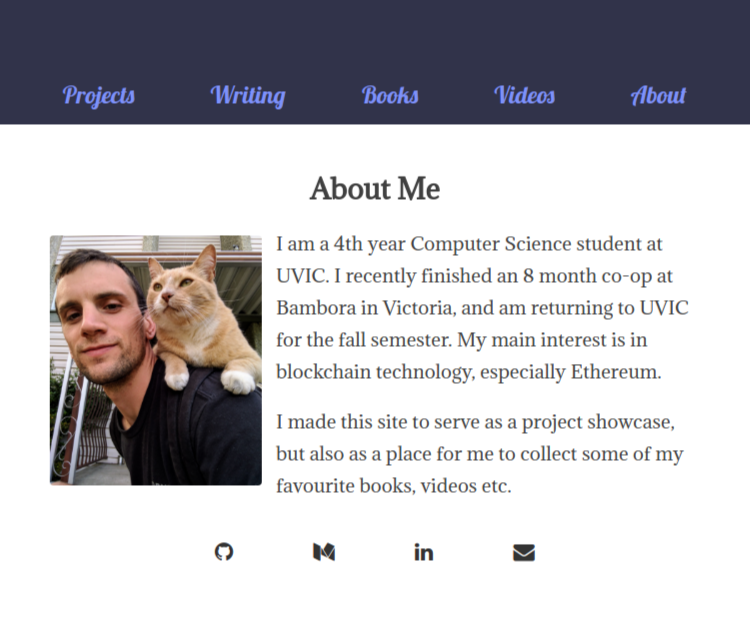 Projects Writing Books Videos About
About Me
I am a 4th year Computer Science student at
UVIC. I recently finished an 8 month co-op at
Bambora in Victoria, and am returning to UVIC
for the fall semester. My main interest is in
blockchain technology, especially Ethereum.
I made this site to serve as a project showcase,
but also as a place for me to collect some of my
favourite books, videos etc.